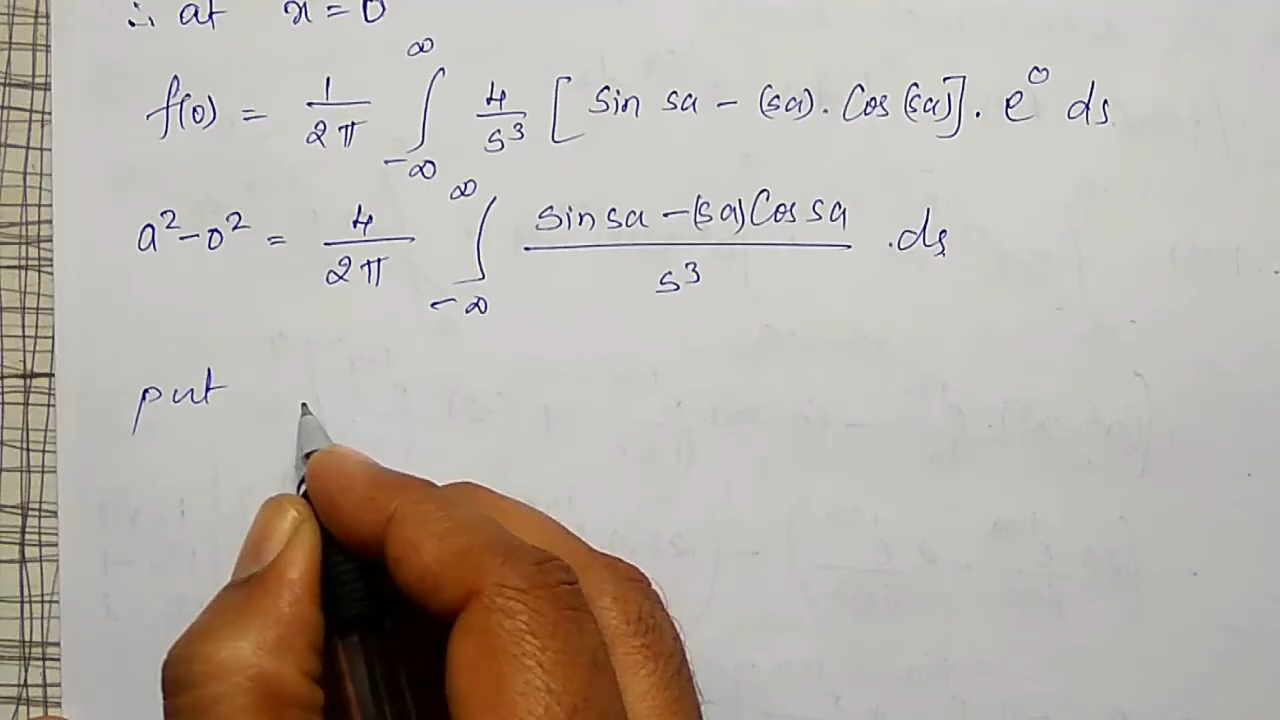 ∴ at x = 0
f(0) = 1/2π ∫_{-∞}^{∞} 4/s³ [sin sa − (sa). Cos (sa)]. e⁰ ds
a² − 0² = 4/2π ∫_{-∞}^{∞} (sin sa − (sa) Cos sa)/s³ .ds
put